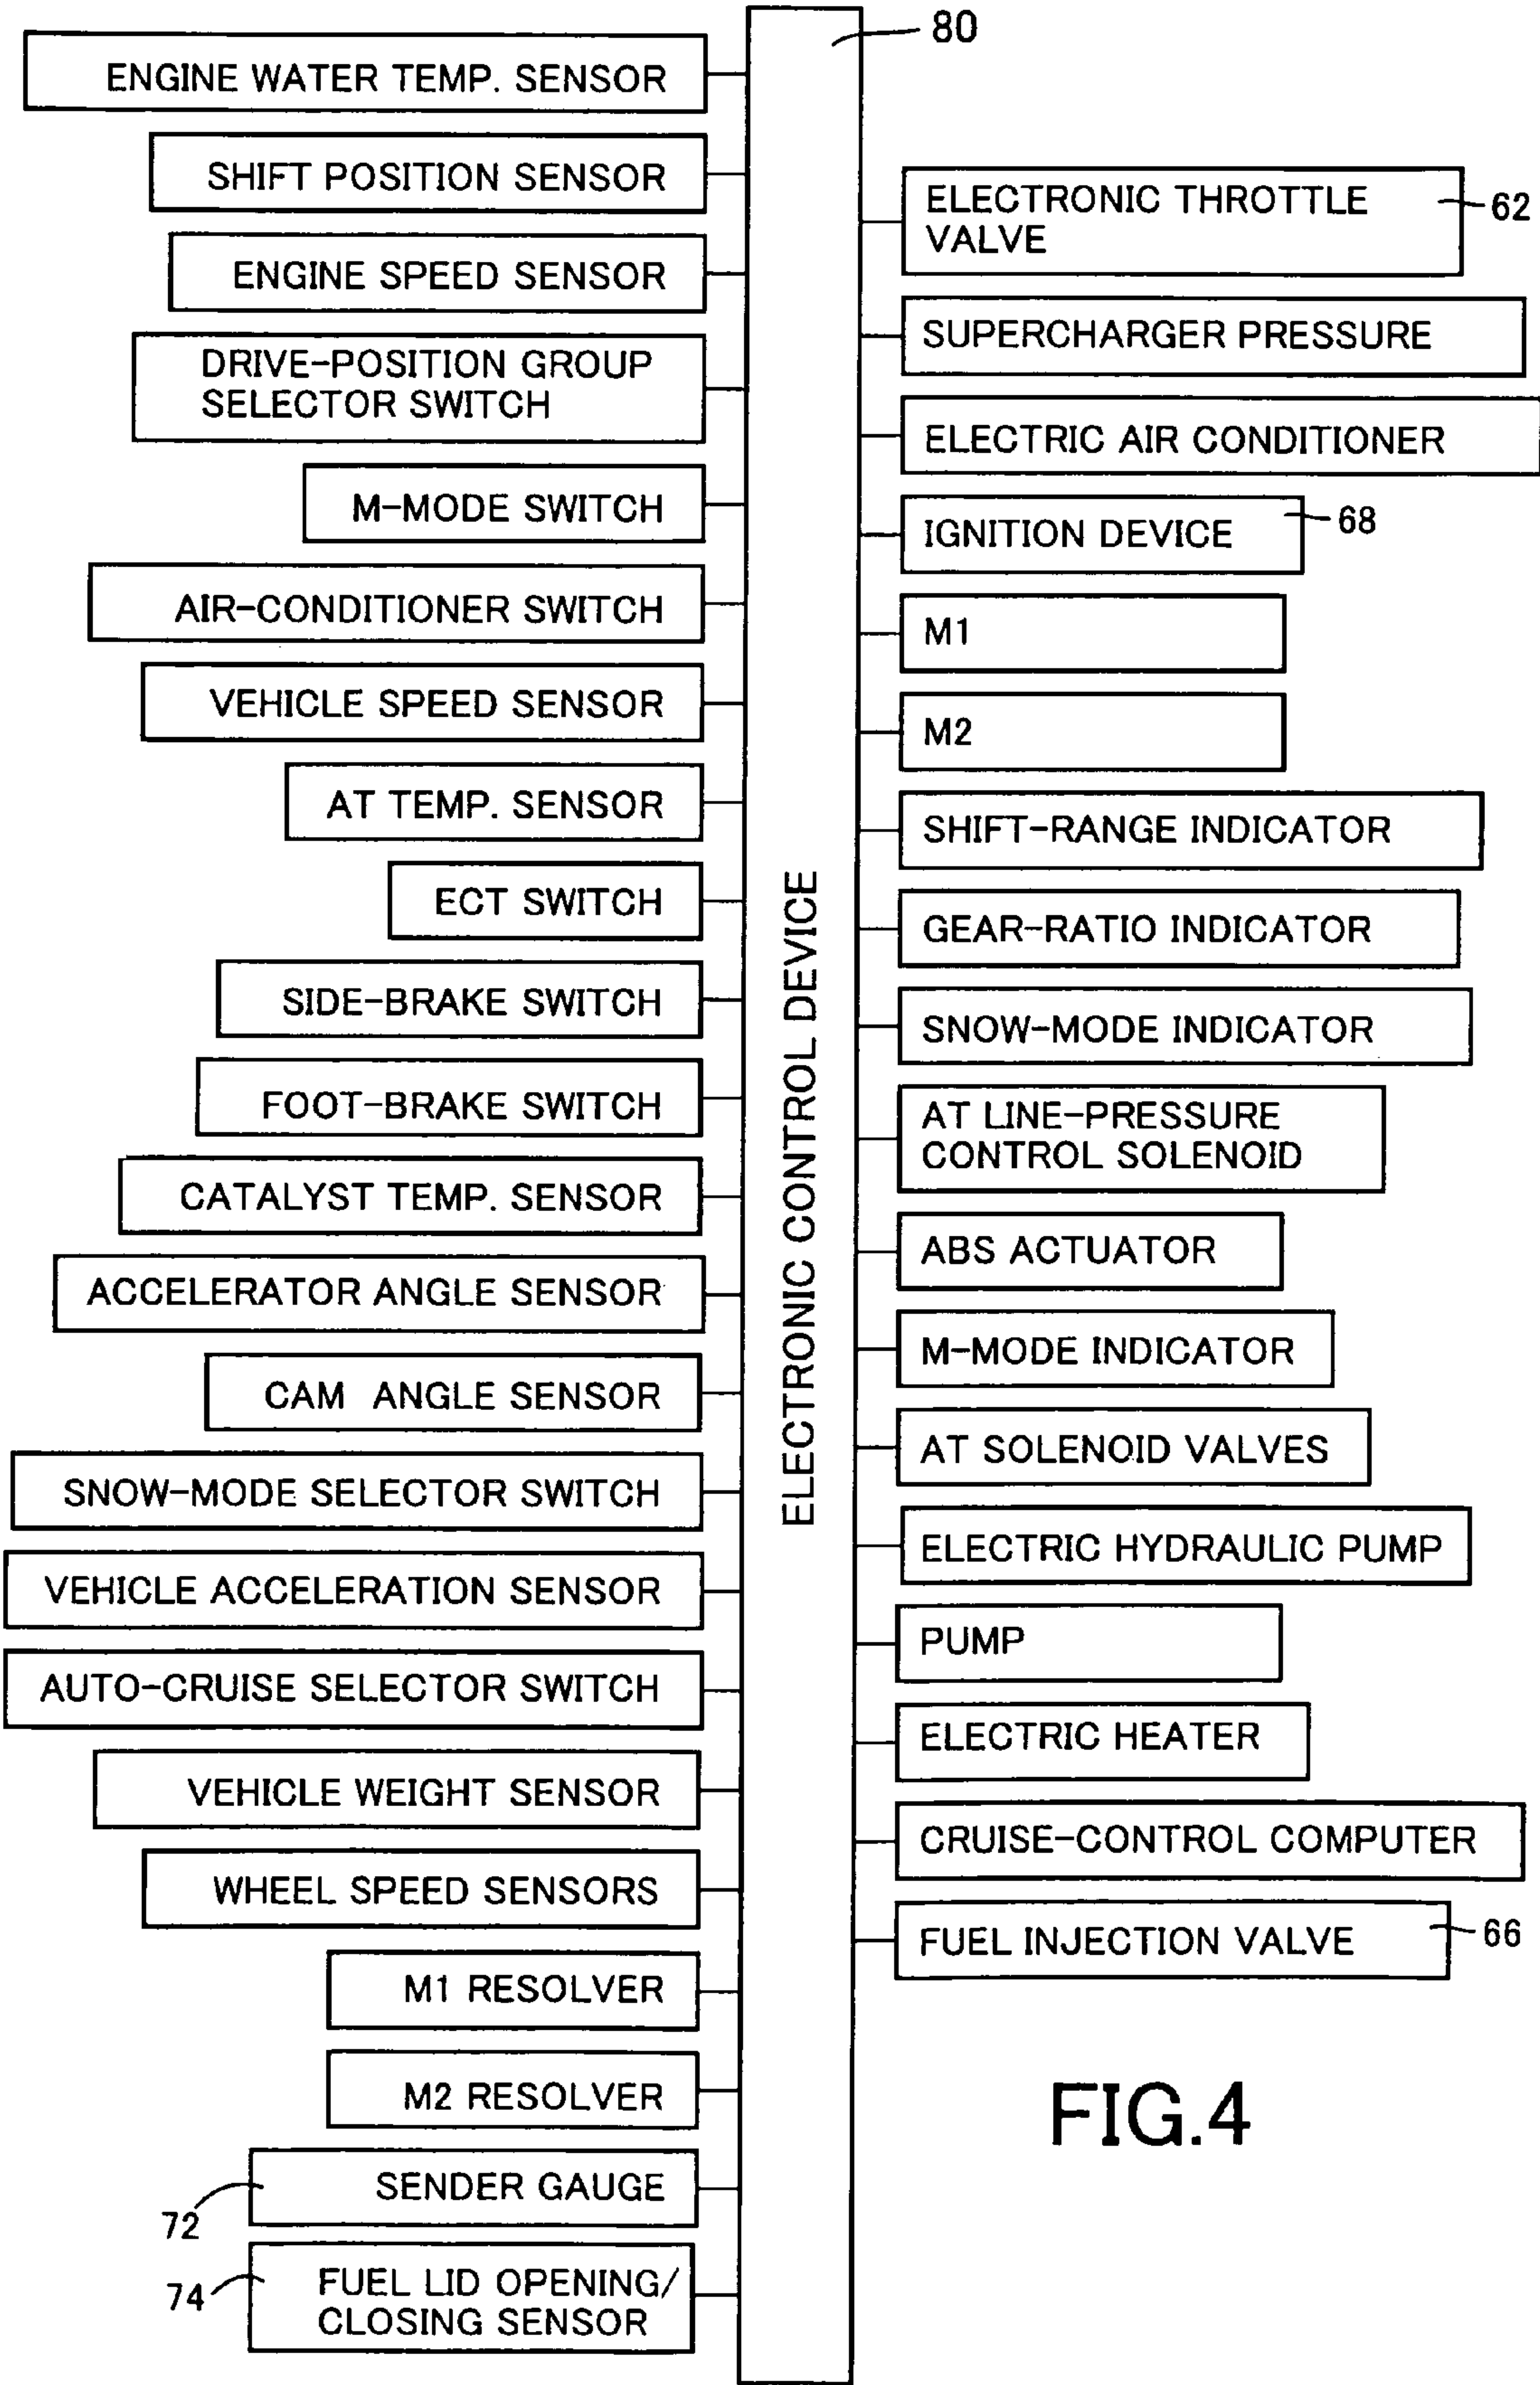 80
ENGINE WATER TEMP. SENSOR
SHIFT POSITION SENSOR
ENGINE SPEED SENSOR
DRIVE-POSITION GROUP
SELECTOR SWITCH
M-MODE SWITCH
AIR-CONDITIONER SWITCH
VEHICLE SPEED SENSOR
AT TEMP. SENSOR
ECT SWITCH
SIDE-BRAKE SWITCH
FOOT-BRAKE SWITCH
CATALYST TEMP. SENSOR
ACCELERATOR ANGLE SENSOR
CAM ANGLE SENSOR
SNOW-MODE SELECTOR SWITCH
VEHICLE ACCELERATION SENSOR
AUTO-CRUISE SELECTOR SWITCH
VEHICLE WEIGHT SENSOR
WHEEL SPEED SENSORS
M1 RESOLVER
M2 RESOLVER
SENDER GAUGE
72
FUEL LID OPENING/
CLOSING SENSOR
74
ELECTRONIC CONTROL DEVICE
ELECTRONIC THROTTLE
VALVE
62
SUPERCHARGER PRESSURE
ELECTRIC AIR CONDITIONER
IGNITION DEVICE
68
M1
M2
SHIFT-RANGE INDICATOR
GEAR-RATIO INDICATOR
SNOW-MODE INDICATOR
AT LINE-PRESSURE
CONTROL SOLENOID
ABS ACTUATOR
M-MODE INDICATOR
AT SOLENOID VALVES
ELECTRIC HYDRAULIC PUMP
PUMP
ELECTRIC HEATER
CRUISE-CONTROL COMPUTER
FUEL INJECTION VALVE
66
FIG.4